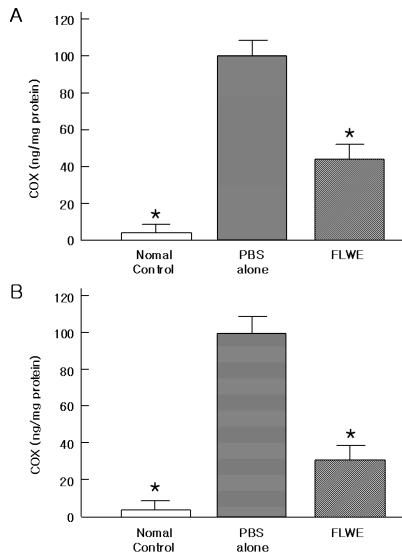 A
COX (ng/mg protein)
120
100
80
60
40
20
0
*
*
Nomal
Control
PBS
alone
FLWE
B
COX (ng/mg protein)
120
100
80
60
40
20
0
*
*
Nomal
Control
PBS
alone
FLWE